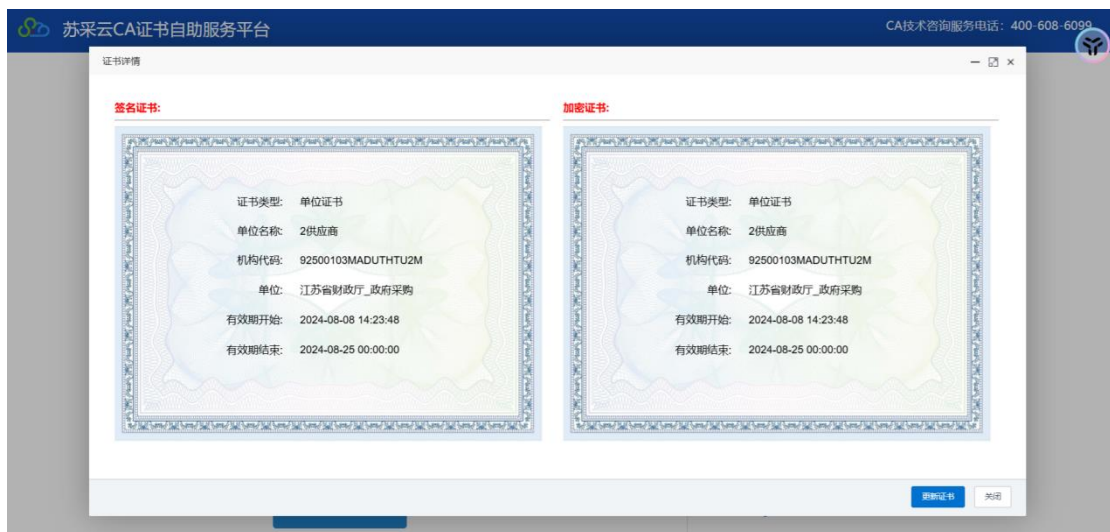 苏采云CA证书自助服务平台
CA技术咨询服务电话：400-608-6099
证书详情
签名证书:
证书类型: 单位证书
单位名称: 2供应商
机构代码: 92500103MADUTHTU2M
单位: 江苏省财政厅_政府采购
有效期开始: 2024-08-08 14:23:48
有效期结束: 2024-08-25 00:00:00
加密证书:
证书类型: 单位证书
单位名称: 2供应商
机构代码: 92500103MADUTHTU2M
单位: 江苏省财政厅_政府采购
有效期开始: 2024-08-08 14:23:48
有效期结束: 2024-08-25 00:00:00
更新证书 关闭